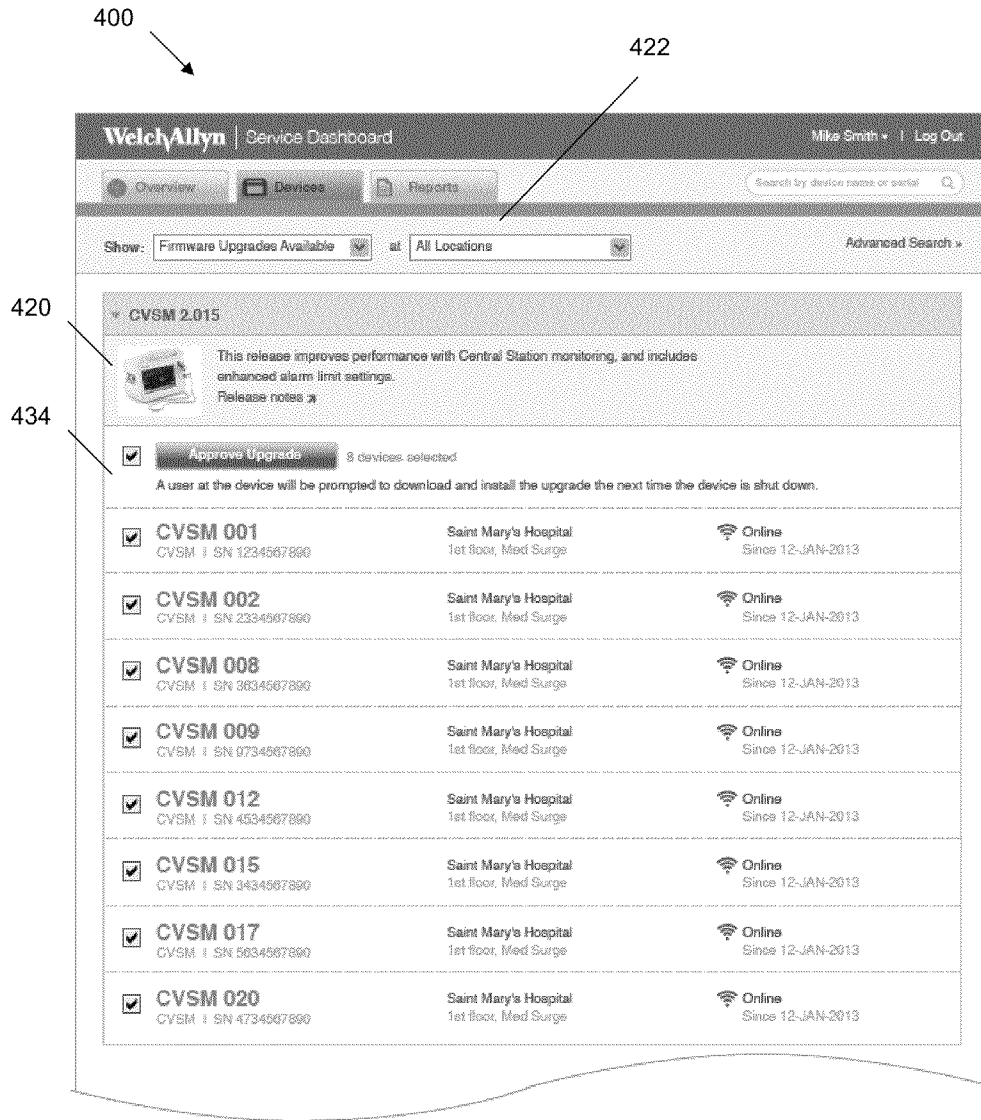 400
422
WelchAllyn | Service Dashboard
Mike Smith | Log Out
Overview
Devices
Reports
Search by device name or serial
Show: Firmware Upgrades Available at All Locations
Advanced Search »
420
CVSM 2.015
This release improves performance with Central Station monitoring, and includes
enhanced alarm limit settings.
Release notes
434
Approve Upgrade 8 devices selected
A user at the device will be prompted to download and install the upgrade the next time the device is shut down.
CVSM 001 Saint Mary's Hospital Online
CVSM | SN 1234567890 1st floor, Med Surge Since 12-JAN-2013
CVSM 002 Saint Mary's Hospital Online
CVSM | SN 2334567890 1st floor, Med Surge Since 12-JAN-2013
CVSM 008 Saint Mary's Hospital Online
CVSM | SN 3634567890 1st floor, Med Surge Since 12-JAN-2013
CVSM 009 Saint Mary's Hospital Online
CVSM | SN 9734567890 1st floor, Med Surge Since 12-JAN-2013
CVSM 012 Saint Mary's Hospital Online
CVSM | SN 4534567890 1st floor, Med Surge Since 12-JAN-2013
CVSM 015 Saint Mary's Hospital Online
CVSM | SN 3434567890 1st floor, Med Surge Since 12-JAN-2013
CVSM 017 Saint Mary's Hospital Online
CVSM | SN 5634567890 1st floor, Med Surge Since 12-JAN-2013
CVSM 020 Saint Mary's Hospital Online
CVSM | SN 4734567890 1st floor, Med Surge Since 12-JAN-2013